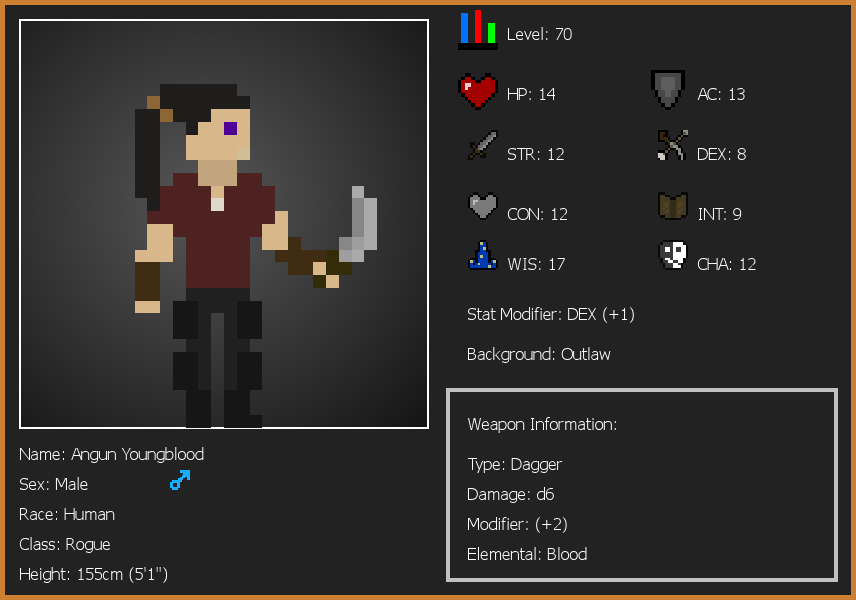 Level: 70
HP: 14
AC: 13
STR: 12
DEX: 8
CON: 12
INT: 9
WIS: 17
CHA: 12
Stat Modifier: DEX (+1)
Background: Outlaw
Weapon Information:
Type: Dagger
Damage: d6
Modifier: (+2)
Elemental: Blood
Name: Angun Youngblood
Sex: Male
Race: Human
Class: Rogue
Height: 155cm (5'1")